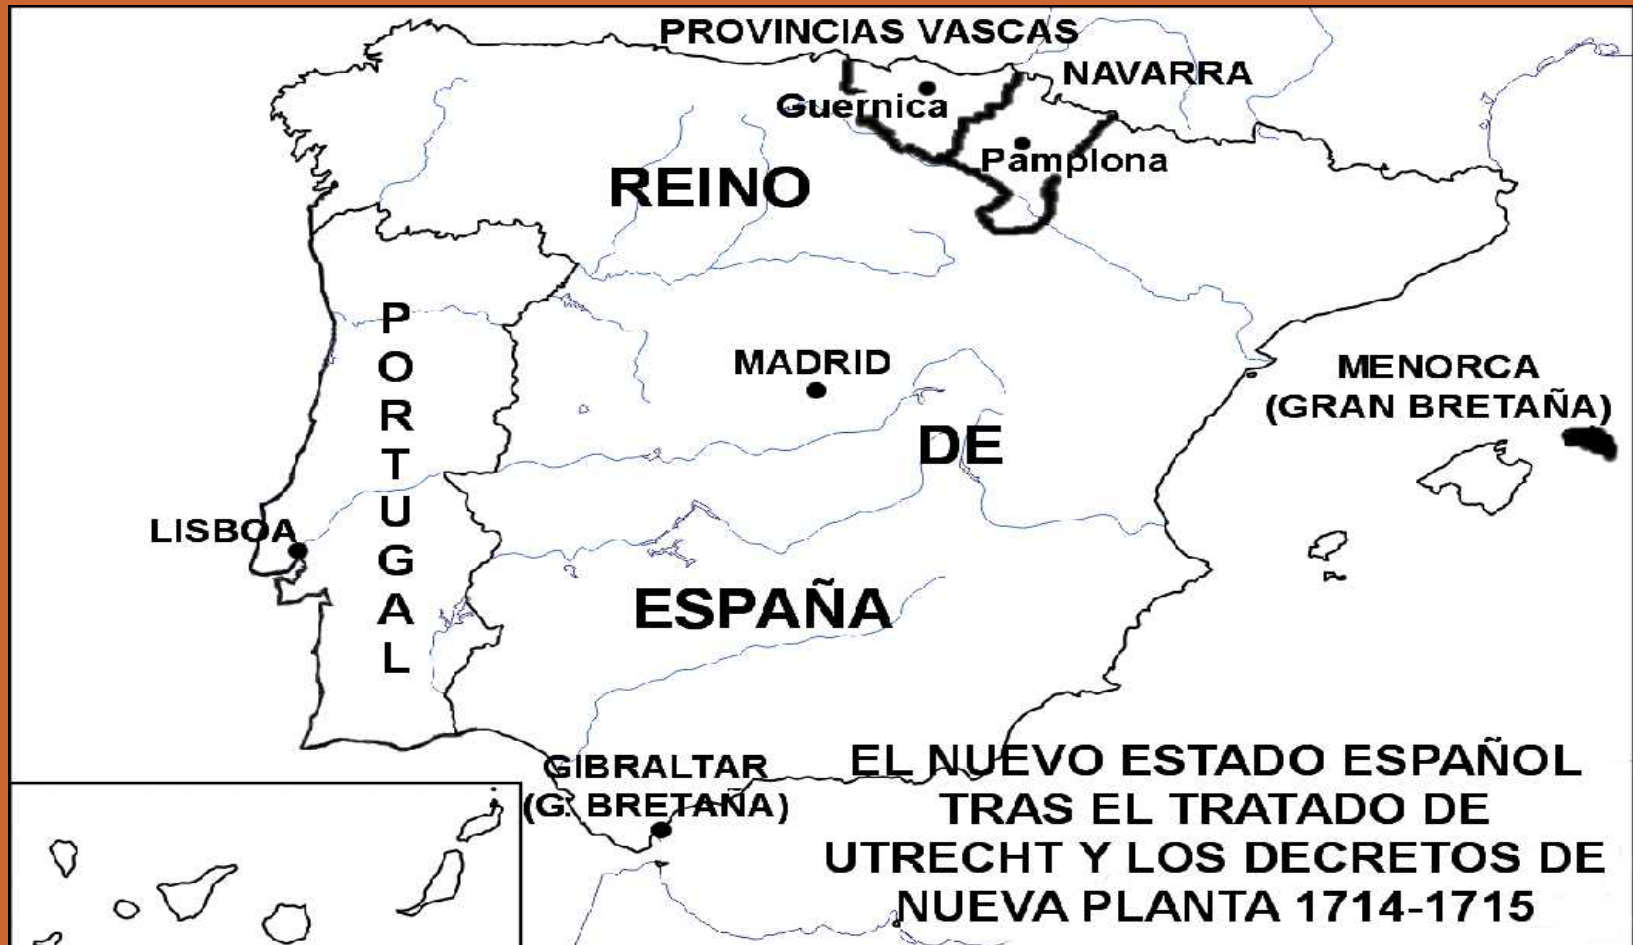 PROVINCIAS VASCAS
NAVARRA
Guernica
Pamplona
REINO
PORTUGAL
MADRID
MENORCA
(GRAN BRETAÑA)
DE
LISBOA
ESPAÑA
GIBRALTAR
(G. BRETAÑA)
EL NUEVO ESTADO ESPAÑOL
TRAS EL TRATADO DE
UTRECHT Y LOS DECRETOS DE
NUEVA PLANTA 1714-1715